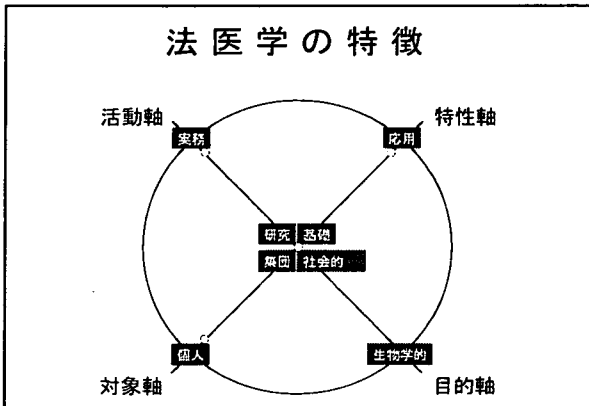 法医学の特徴
活動軸
特性軸
実務
応用
研究 基礎
集団 社会的
個人
生物学的
対象軸
目的軸